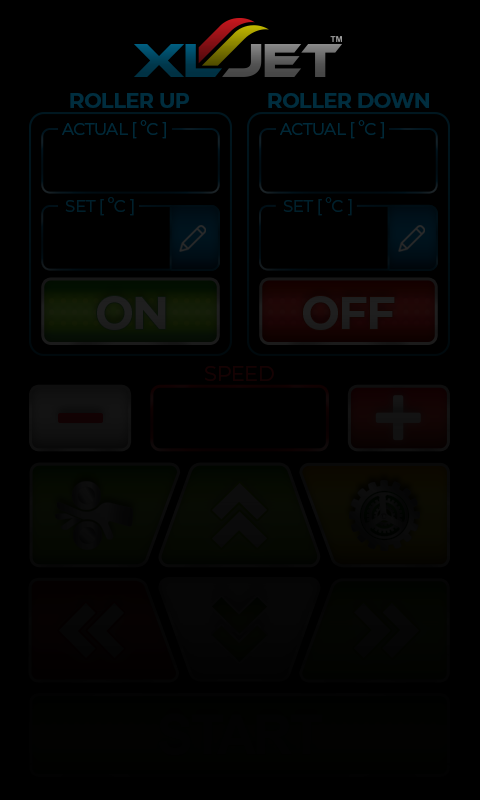 XLJET™
ROLLER UP
ROLLER DOWN
ACTUAL [ °C ]
ACTUAL [ °C ]
SET [ °C ]
SET [ °C ]
ON
OFF
SPEED